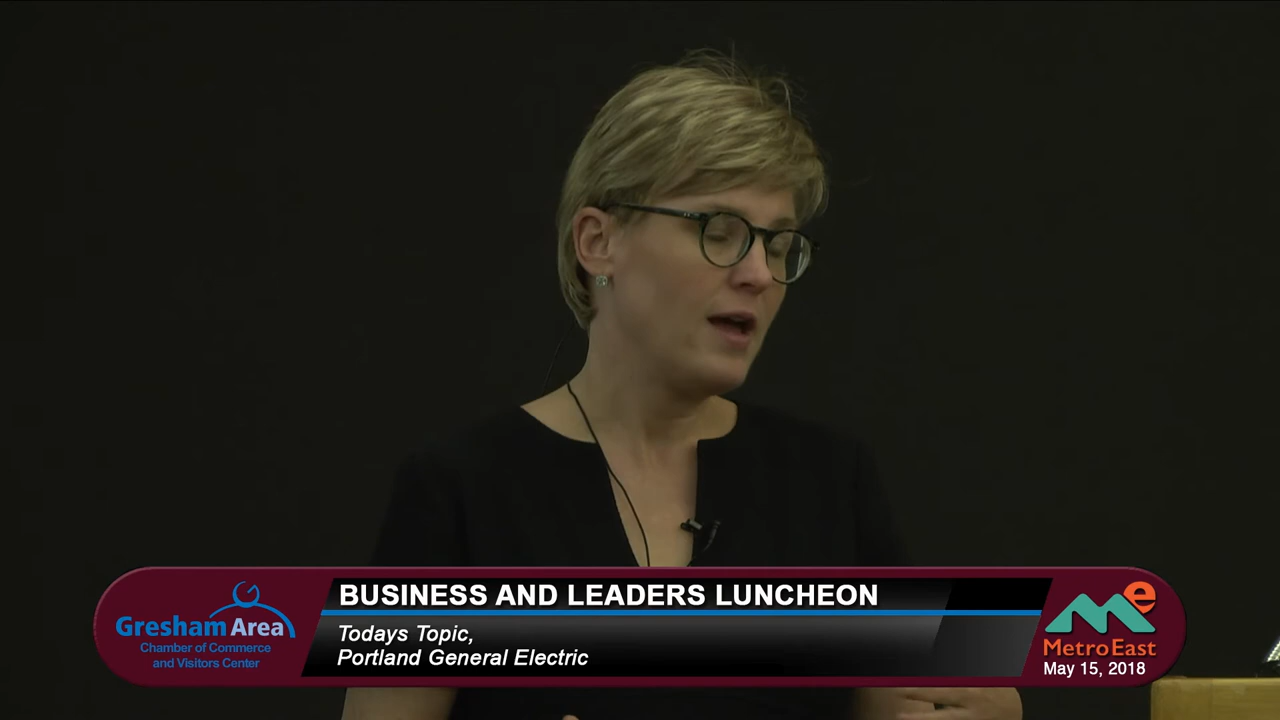 BUSINESS AND LEADERS LUNCHEON
Gresham Area
Chamber of Commerce
and Visitors Center
Todays Topic,
Portland General Electric
Me
MetroEast
May 15, 2018